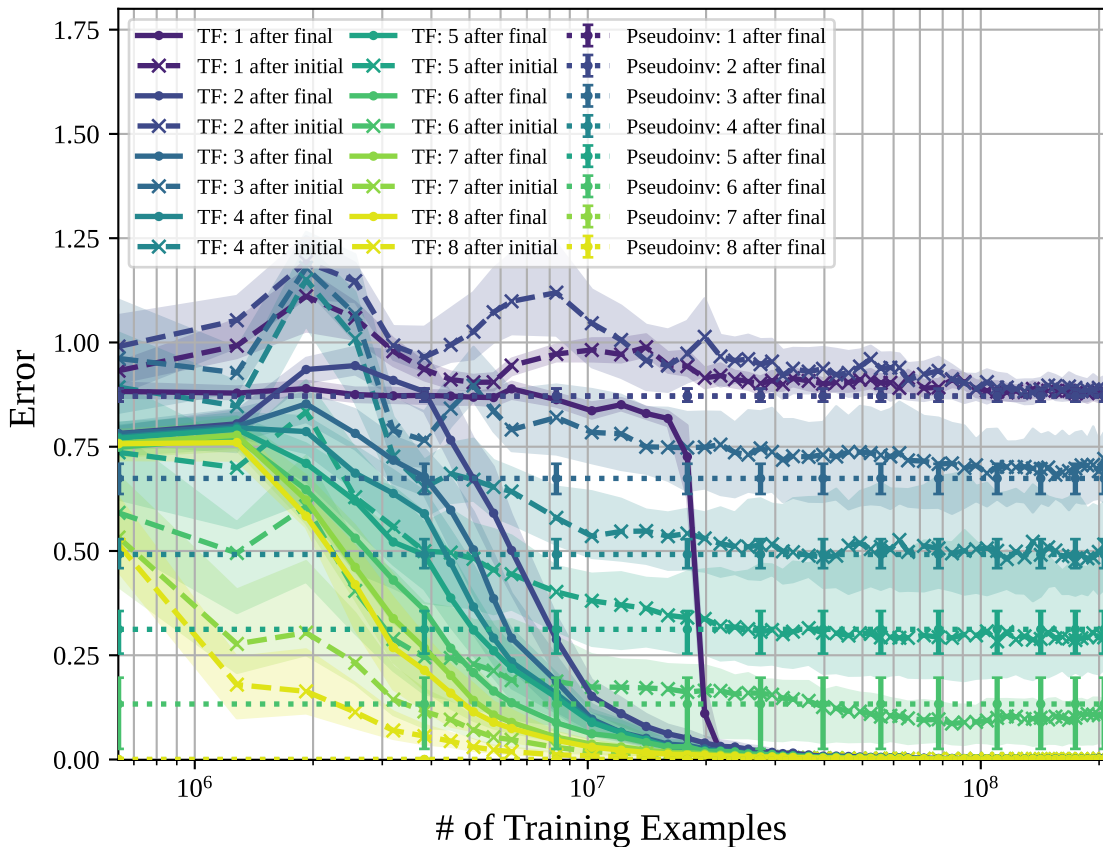 1.75
1.50
1.25
1.00
0.75
0.50
0.25
0.00
Error
TF: 1 after final
TF: 1 after initial
TF: 2 after final
TF: 2 after initial
TF: 3 after final
TF: 3 after initial
TF: 4 after final
TF: 4 after initial
TF: 5 after final
TF: 5 after initial
TF: 6 after final
TF: 6 after initial
TF: 7 after final
TF: 7 after initial
TF: 8 after final
TF: 8 after initial
Pseudoinv: 1 after final
Pseudoinv: 2 after final
Pseudoinv: 3 after final
Pseudoinv: 4 after final
Pseudoinv: 5 after final
Pseudoinv: 6 after final
Pseudoinv: 7 after final
Pseudoinv: 8 after final
10⁶ 10⁷ 10⁸
# of Training Examples